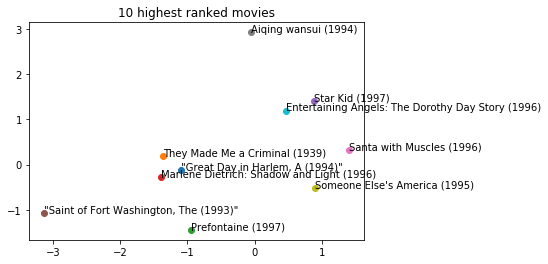 10 highest ranked movies
3
Aiqing wansui (1994)
2
Star Kid (1997)
Entertaining Angels: The Dorothy Day Story (1996)
1
Santa with Muscles (1996)
They Made Me a Criminal (1939)
0
"Great Day in Harlem, A (1994)"
Marlene Dietrich: Shadow and Light (1996)
Someone Else's America (1995)
−1
"Saint of Fort Washington, The (1993)"
Prefontaine (1997)
−3 −2 −1 0 1